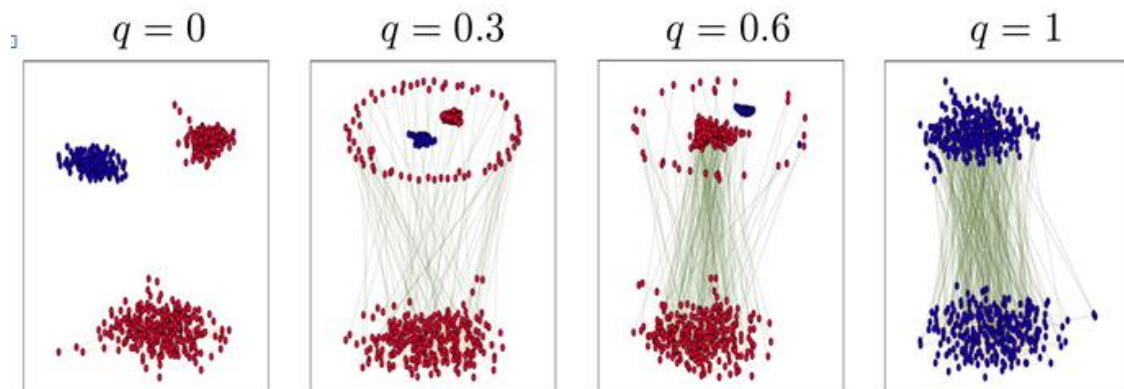 q = 0
q = 0.3
q = 0.6
q = 1